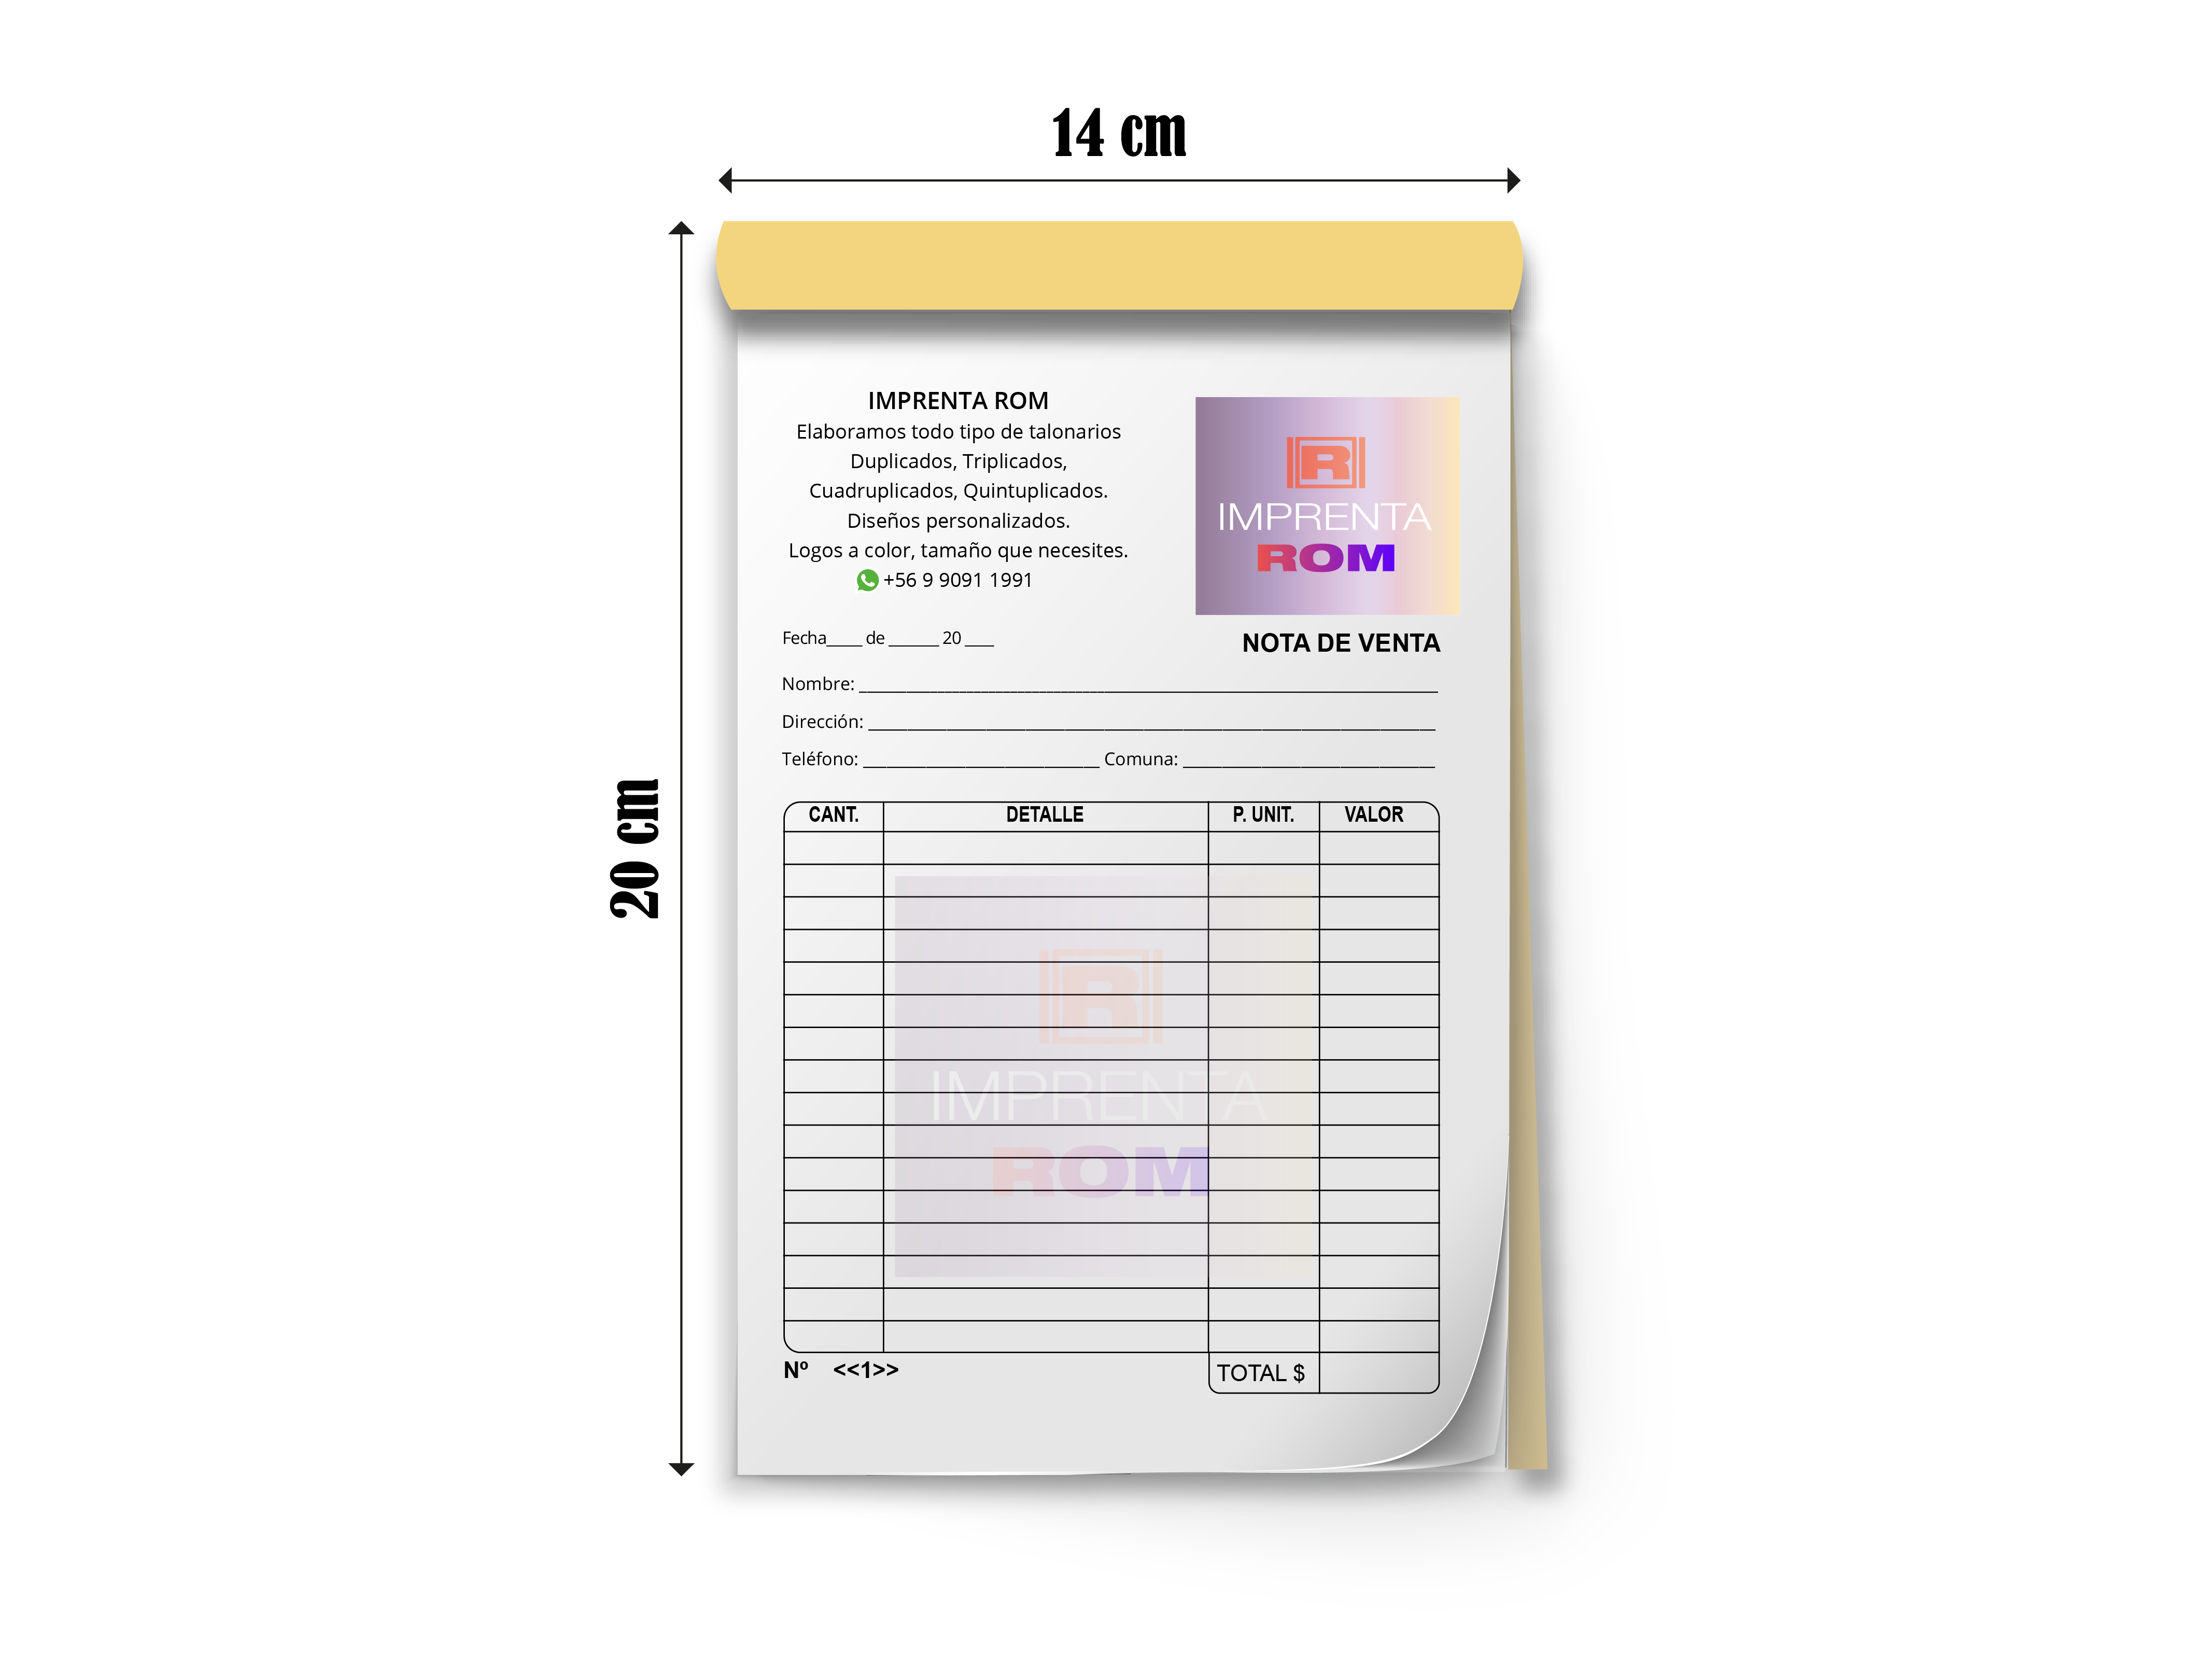 14 cm
20 cm
IMPRENTA ROM
Elaboramos todo tipo de talonarios
Duplicados, Triplicados,
Cuadruplicados, Quintuplicados.
Diseños personalizados.
Logos a color, tamaño que necesites.
+56 9 9091 1991
R
IMPRENTA
ROM
Fecha____ de ______ 20 ___
NOTA DE VENTA
Nombre: ____________________
Dirección: ____________________
Teléfono: __________ Comuna: __________
CANT. DETALLE P. UNIT. VALOR
R
IMPRENTA
ROM
Nº <<1>> TOTAL $